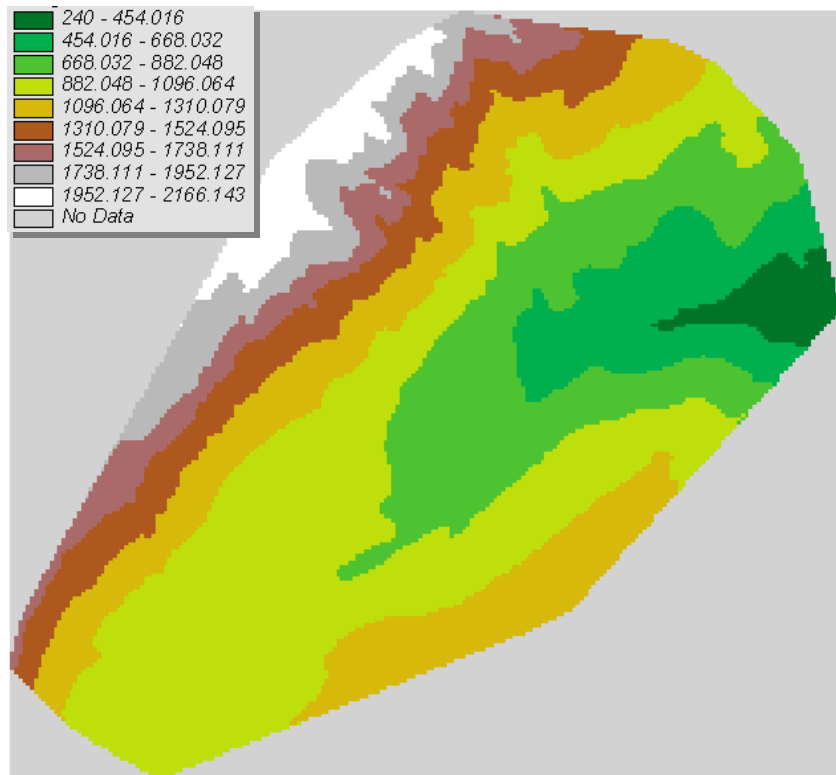 240 - 454.016
454.016 - 668.032
668.032 - 882.048
882.048 - 1096.064
1096.064 - 1310.079
1310.079 - 1524.095
1524.095 - 1738.111
1738.111 - 1952.127
1952.127 - 2166.143
No Data